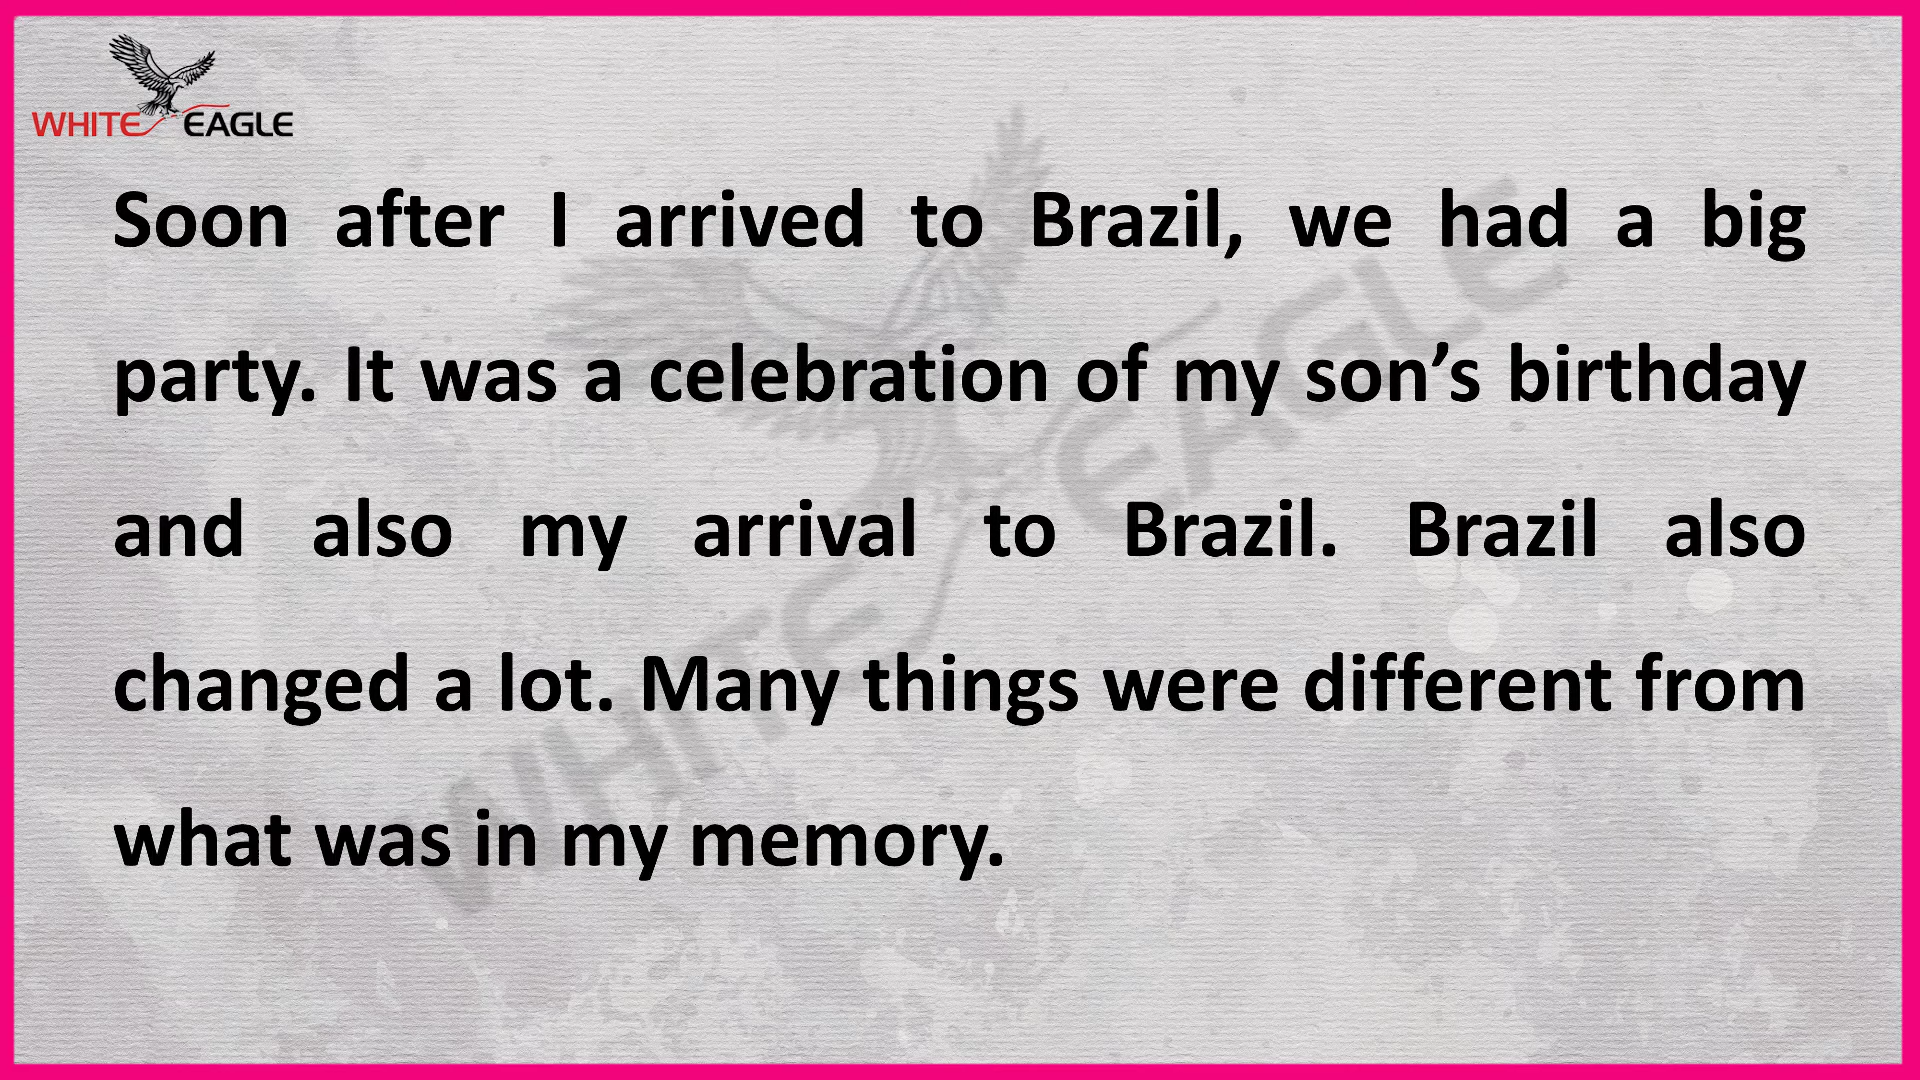 WHITE EAGLE
Soon after I arrived to Brazil, we had a big
party. It was a celebration of my son’s birthday
and also my arrival to Brazil. Brazil also
changed a lot. Many things were different from
what was in my memory.
WHITE EAGLE